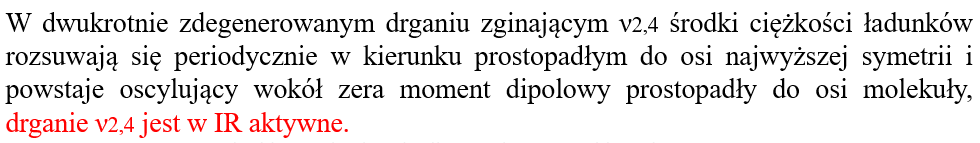 W dwukrotnie zdegenerowanym drganiu zginającym ν2,4 środki ciężkości ładunków
rozsuwają się periodycznie w kierunku prostopadłym do osi najwyższej symetrii i
powstaje oscylujący wokół zera moment dipolowy prostopadły do osi molekuły,
drganie ν2,4 jest w IR aktywne.